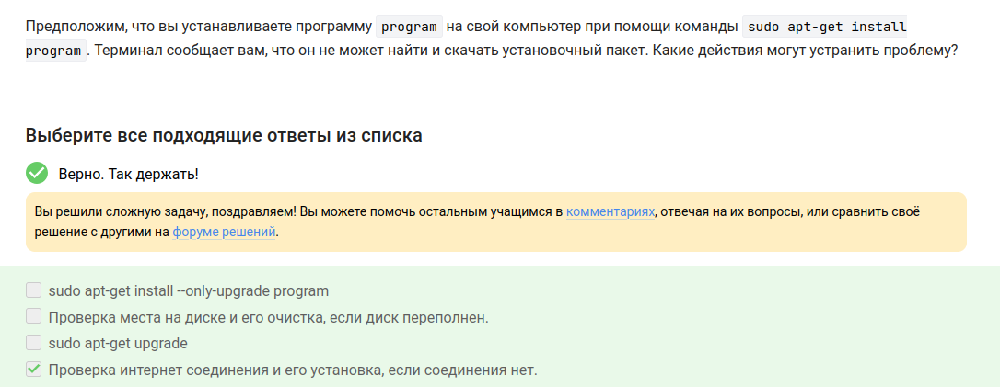 Предположим, что вы устанавливаете программу program на свой компьютер при помощи команды sudo apt-get install
program. Терминал сообщает вам, что он не может найти и скачать установочный пакет. Какие действия могут устранить проблему?
Выберите все подходящие ответы из списка
Верно. Так держать!
Вы решили сложную задачу, поздравляем! Вы можете помочь остальным учащимся в комментариях, отвечая на их вопросы, или сравнить своё
решение с другими на форуме решений.
sudo apt-get install --only-upgrade program
Проверка места на диске и его очистка, если диск переполнен.
sudo apt-get upgrade
Проверка интернет соединения и его установка, если соединения нет.